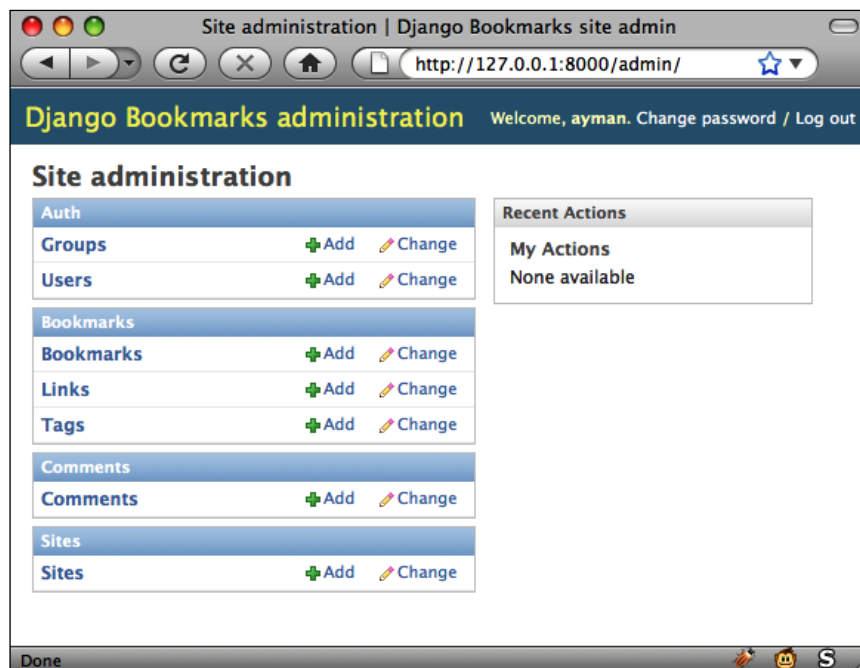 Site administration | Django Bookmarks site admin
http://127.0.0.1:8000/admin/
Django Bookmarks administration Welcome, ayman. Change password / Log out
Site administration
Auth
Groups Add Change
Users Add Change
Bookmarks
Bookmarks Add Change
Links Add Change
Tags Add Change
Comments
Comments Add Change
Sites
Sites Add Change
Recent Actions
My Actions
None available
Done S